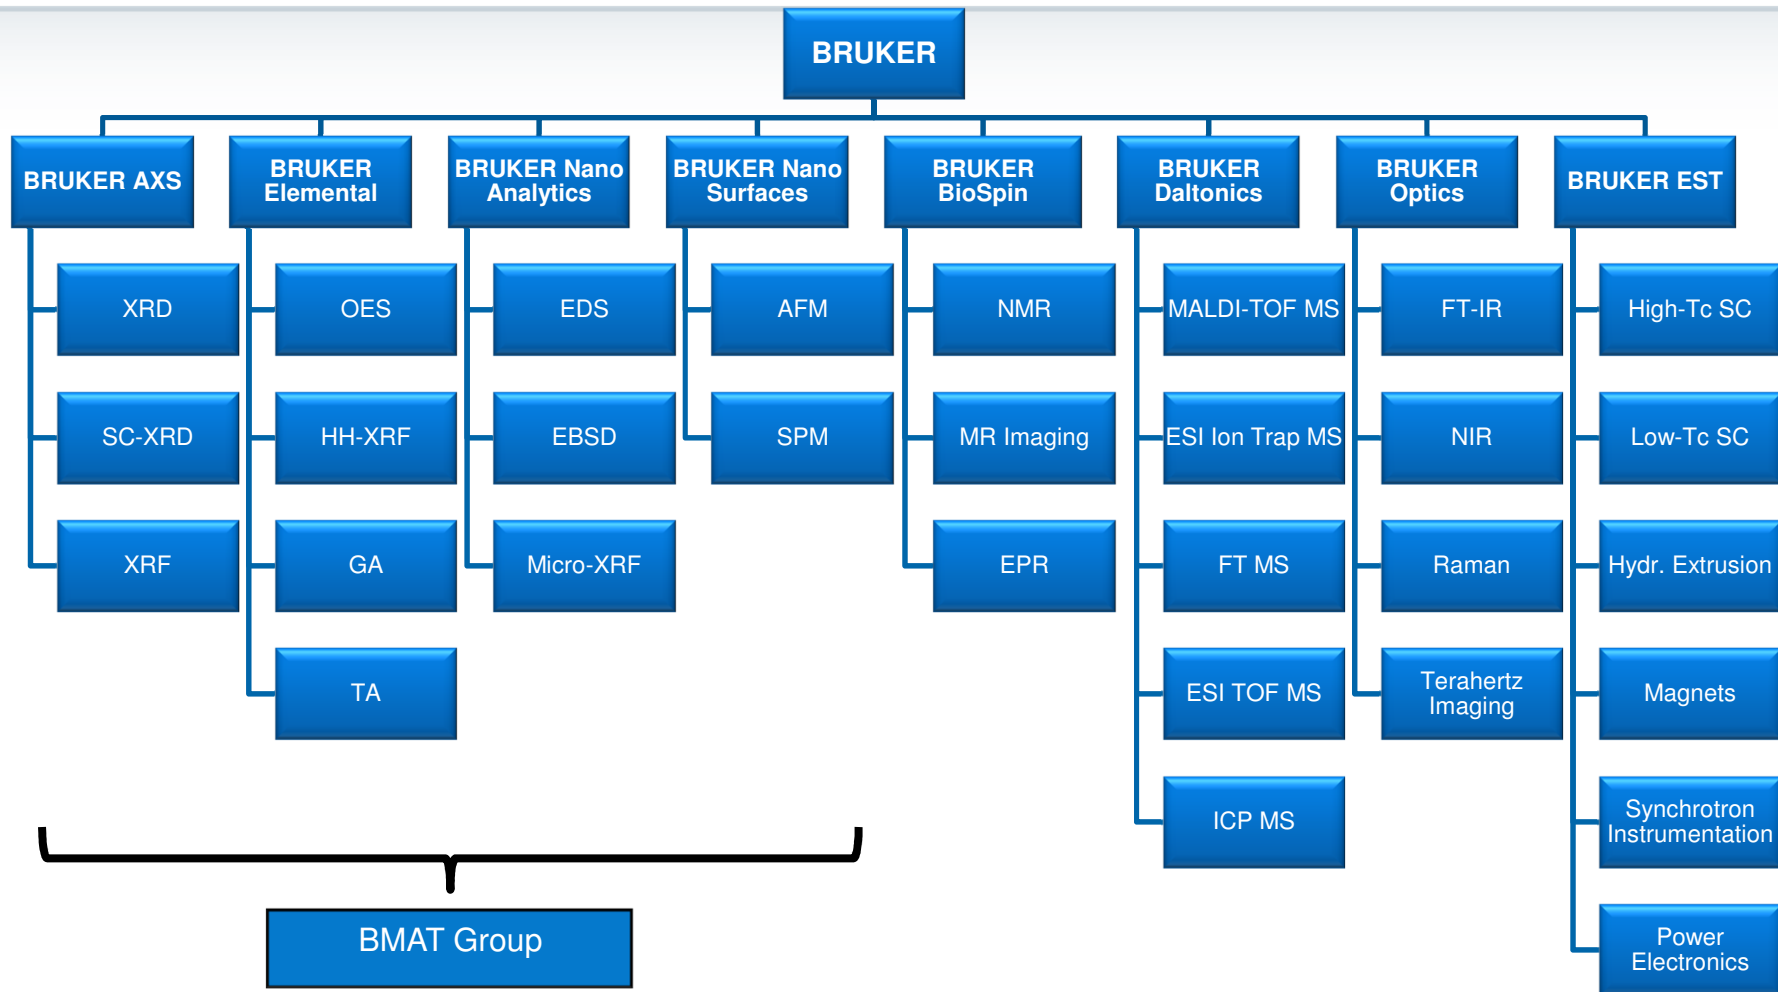 BRUKER
BRUKER AXS
BRUKER
Elemental
BRUKER Nano
Analytics
BRUKER Nano
Surfaces
BRUKER
BioSpin
BRUKER
Daltonics
BRUKER
Optics
BRUKER EST
XRD
OES
EDS
AFM
NMR
MALDI-TOF MS
FT-IR
High-Tc SC
SC-XRD
HH-XRF
EBSD
SPM
MR Imaging
ESI Ion Trap MS
NIR
Low-Tc SC
XRF
GA
Micro-XRF
EPR
FT MS
Raman
Hydr. Extrusion
TA
ESI TOF MS
Terahertz
Imaging
Magnets
ICP MS
Synchrotron
Instrumentation
BMAT Group
Power
Electronics